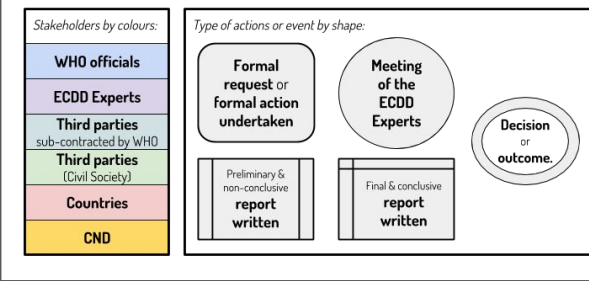 Stakeholders by colours:
WHO officials
ECDD Experts
Third parties
sub-contracted by WHO
Third parties
(Civil Society)
Countries
CND
Type of actions or event by shape:
Formal
request or
formal action
undertaken
Meeting
of the
ECDD
Experts
Decision
or
outcome.
Preliminary &
non-conclusive
report
written
Final & conclusive
report
written